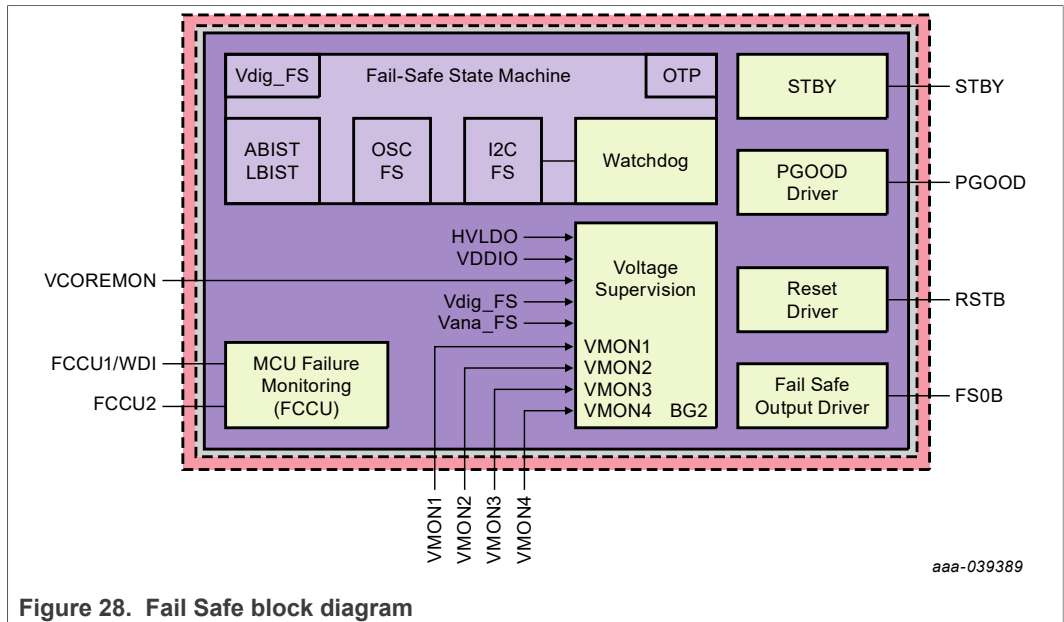 Vdig_FS
Fail-Safe State Machine
OTP
STBY
STBY
ABIST
LBIST
OSC
FS
I2C
FS
Watchdog
PGOOD
Driver
PGOOD
HVLDO
VDDIO
VCOREMON
Vdig_FS
Vana_FS
Voltage
Supervision
VMON1
VMON2
VMON3
VMON4 BG2
Reset
Driver
RSTB
FCCU1/WDI
FCCU2
MCU Failure
Monitoring
(FCCU)
Fail Safe
Output Driver
FS0B
VMON1
VMON2
VMON3
VMON4
aaa-039389
Figure 28. Fail Safe block diagram